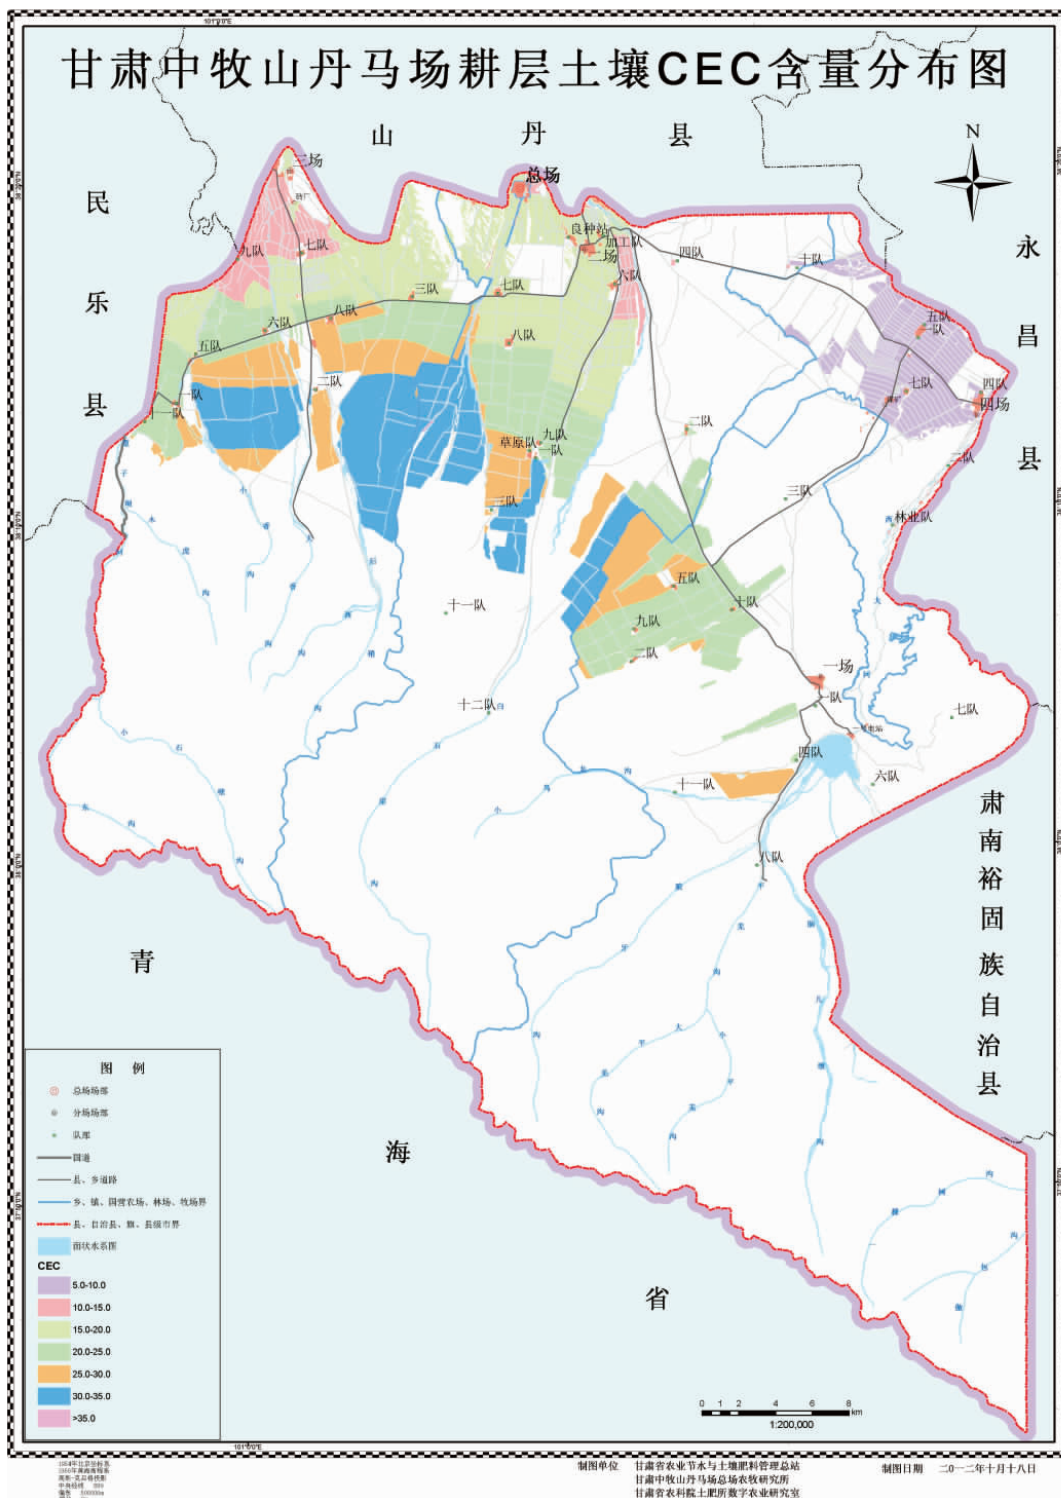 甘肃中牧山丹马场耕层土壤CEC含量分布图
山丹县
N
民乐县
永昌县
肃南裕固族自治县
青海省
三场
砖厂
九队
七队
总场
良种站
加工队
二场
六队
四队
十队
五队
一队
七队
四队
四场
二队
林业队
三队
七队
八队
八队
六队
五队
一队
十一队
二队
二队
九队
草原队
一队
三队
三队
五队
十队
九队
二队
十一队
十二队
一场
一队
七队
四队
六队
十一队
八队
图 例
总场场部
分场场部
队部
国道
县、乡道路
乡、镇、国营农场、林场、牧场界
县、自治县、旗、县级市界
面状水系图
CEC
5.0-10.0
10.0-15.0
15.0-20.0
20.0-25.0
25.0-30.0
30.0-35.0
>35.0
0 1 2 4 6 8
km
1:200,000
制图单位 甘肃省农业节水与土壤肥料管理总站
甘肃中牧山丹马场总场农牧研究所
甘肃省农科院土肥所数字农业研究室
制图日期 二0一二年十月十八日